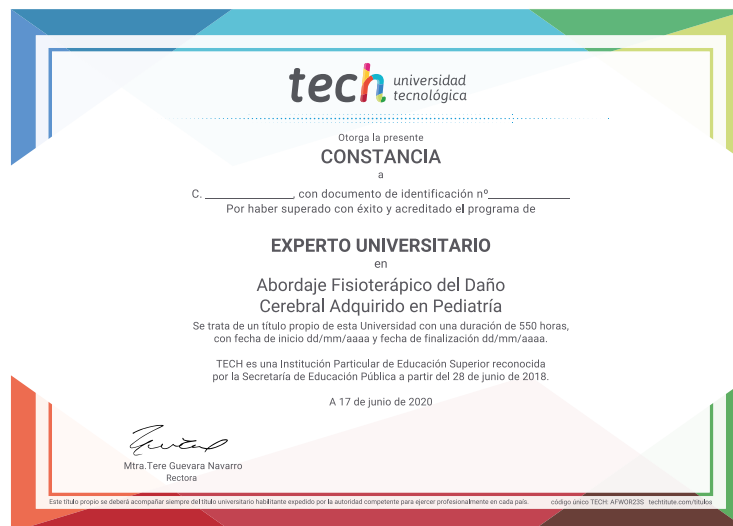 tech universidad
tecnológica
Otorga la presente
CONSTANCIA
a
C. ______________, con documento de identificación nº______________
Por haber superado con éxito y acreditado el programa de
EXPERTO UNIVERSITARIO
en
Abordaje Fisioterápico del Daño
Cerebral Adquirido en Pediatría
Se trata de un título propio de esta Universidad con una duración de 550 horas,
con fecha de inicio dd/mm/aaaa y fecha de finalización dd/mm/aaaa.
TECH es una Institución Particular de Educación Superior reconocida
por la Secretaría de Educación Pública a partir del 28 de junio de 2018.
A 17 de junio de 2020
Mtra.Tere Guevara Navarro
Rectora
Este título propio se deberá acompañar siempre del título universitario habilitante expedido por la autoridad competente para ejercer profesionalmente en cada país. código único TECH: AFWOR23S techtitute.com/titulos